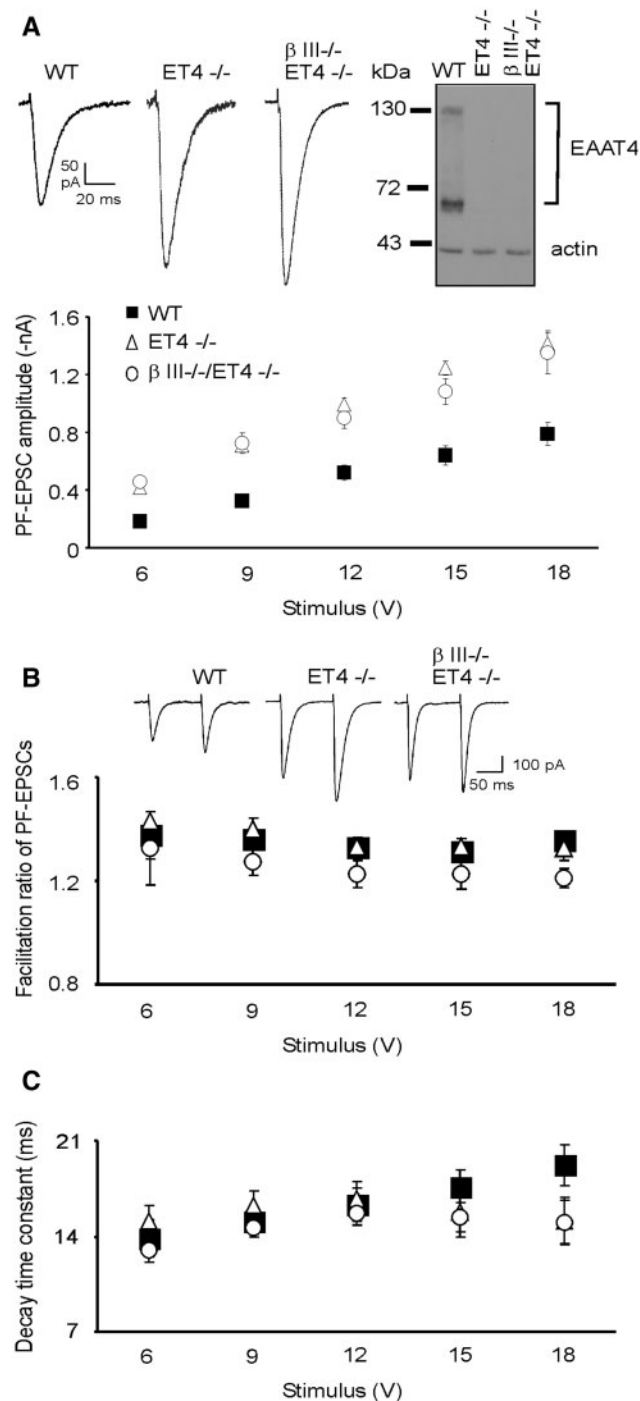 A
WT
ET4 -/-
β III-/-
ET4 -/-
50
pA
20 ms
kDa
WT
ET4 -/-
β III-/-
ET4 -/-
130
72
43
EAAT4
actin
WT
ET4 -/-
β III-/-/ET4 -/-
PF-EPSC amplitude (-nA)
1.6
1.2
0.8
0.4
0
6 9 12 15 18
Stimulus (V)
B
WT
ET4 -/-
β III-/-
ET4 -/-
100 pA
50 ms
Facilitation ratio of PF-EPSCs
1.6
1.2
0.8
6 9 12 15 18
Stimulus (V)
C
Decay time constant (ms)
21
14
7
6 9 12 15 18
Stimulus (V)